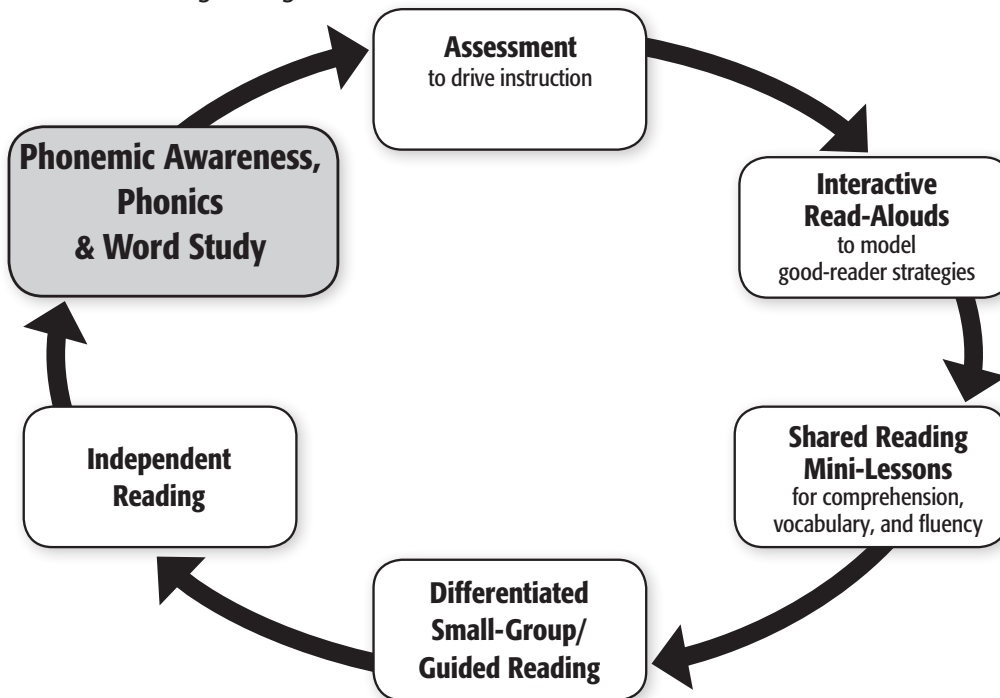 Assessment
to drive instruction
Interactive
Read-Alouds
to model
good-reader strategies
Shared Reading
Mini-Lessons
for comprehension,
vocabulary, and fluency
Differentiated
Small-Group/
Guided Reading
Independent
Reading
Phonemic Awareness,
Phonics
& Word Study